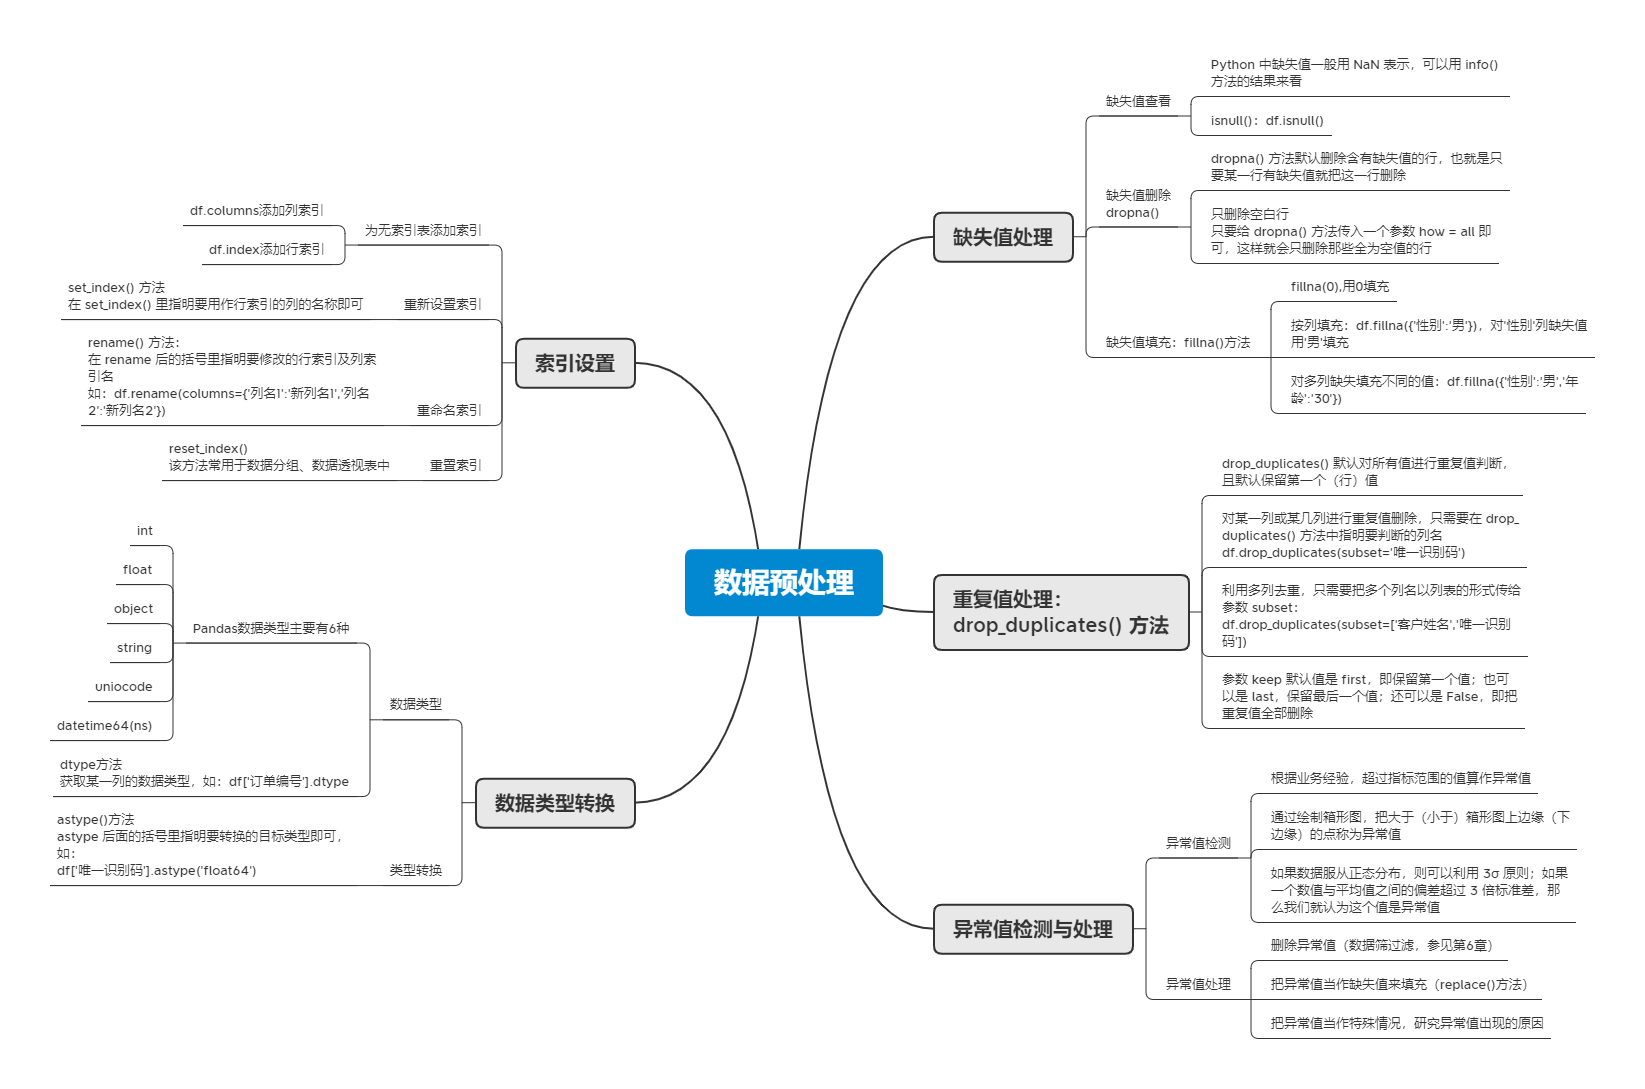 数据预处理
缺失值处理
缺失值查看
Python 中缺失值一般用 NaN 表示，可以用 info()
方法的结果来看
isnull()：df.isnull()
缺失值删除
dropna()
dropna() 方法默认删除含有缺失值的行，也就是只
要某一行有缺失值就把这一行删除
只删除空白行
只要给 dropna() 方法传入一个参数 how = all 即
可，这样就会只删除那些全为空值的行
缺失值填充：fillna()方法
fillna(0),用0填充
按列填充：df.fillna({'性别':'男'})，对'性别'列缺失值
用'男'填充
对多列缺失填充不同的值：df.fillna({'性别':'男','年
龄':'30'})
重复值处理：
drop_duplicates() 方法
drop_duplicates() 默认对所有值进行重复值判断，
且默认保留第一个（行）值
对某一列或某几列进行重复值删除，只需要在 drop_
duplicates() 方法中指明要判断的列名
df.drop_duplicates(subset='唯一识别码')
利用多列去重，只需要把多个列名以列表的形式传给
参数 subset：
df.drop_duplicates(subset=['客户姓名','唯一识别
码'])
参数 keep 默认值是 first，即保留第一个值；也可
以是 last，保留最后一个值；还可以是 False，即把
重复值全部删除
异常值检测与处理
异常值检测
根据业务经验，超过指标范围的值算作异常值
通过绘制箱形图，把大于（小于）箱形图上边缘（下
边缘）的点称为异常值
如果数据服从正态分布，则可以利用 3σ 原则；如果
一个数值与平均值之间的偏差超过 3 倍标准差，那
么我们就认为这个值是异常值
异常值处理
删除异常值（数据筛过滤，参见第6章）
把异常值当作缺失值来填充（replace()方法）
把异常值当作特殊情况，研究异常值出现的原因
索引设置
为无索引表添加索引
df.columns添加列索引
df.index添加行索引
重新设置索引
set_index() 方法
在 set_index() 里指明要用作行索引的列的名称即可
重命名索引
rename() 方法：
在 rename 后的括号里指明要修改的行索引及列索
引名
如：df.rename(columns={'列名1':'新列名1','列名
2':'新列名2'})
重置索引
reset_index()
该方法常用于数据分组、数据透视表中
数据类型转换
数据类型
Pandas数据类型主要有6种
int
float
object
string
uniocode
datetime64(ns)
dtype方法
获取某一列的数据类型，如：df['订单编号'].dtype
类型转换
astype()方法
astype 后面的括号里指明要转换的目标类型即可，
如：
df['唯一识别码'].astype('float64')